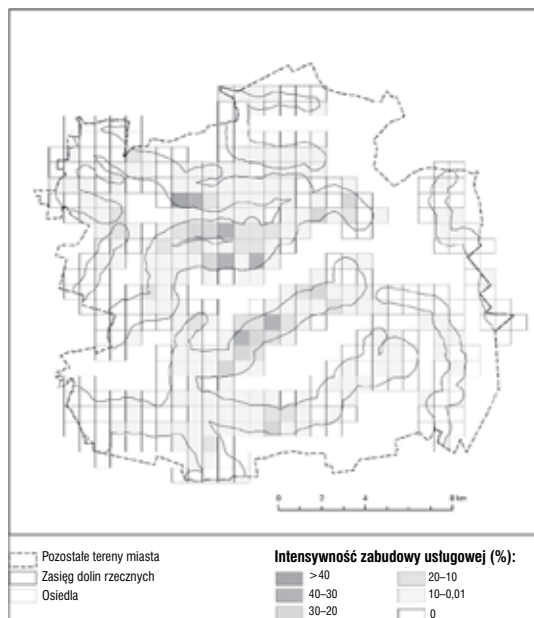 0 2 4 8 km
Pozostałe tereny miasta
Zasięg dolin rzecznych
Osiedla
Intensywność zabudowy usługowej (%):
>40
40–30
30–20
20–10
10–0,01
0